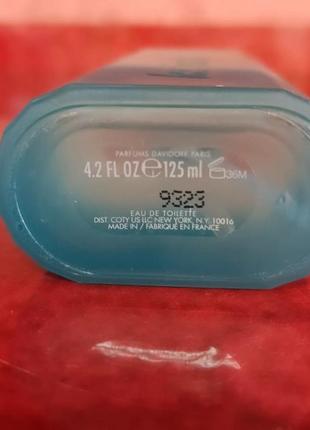 PARFUMS DAVIDOFF PARIS
4.2 FL OZ ℮ 125 ml 36M
9323
EAU DE TOILETTE
DIST. COTY US LLC NEW YORK, N.Y. 10016
MADE IN / FABRIQUÉ EN FRANCE